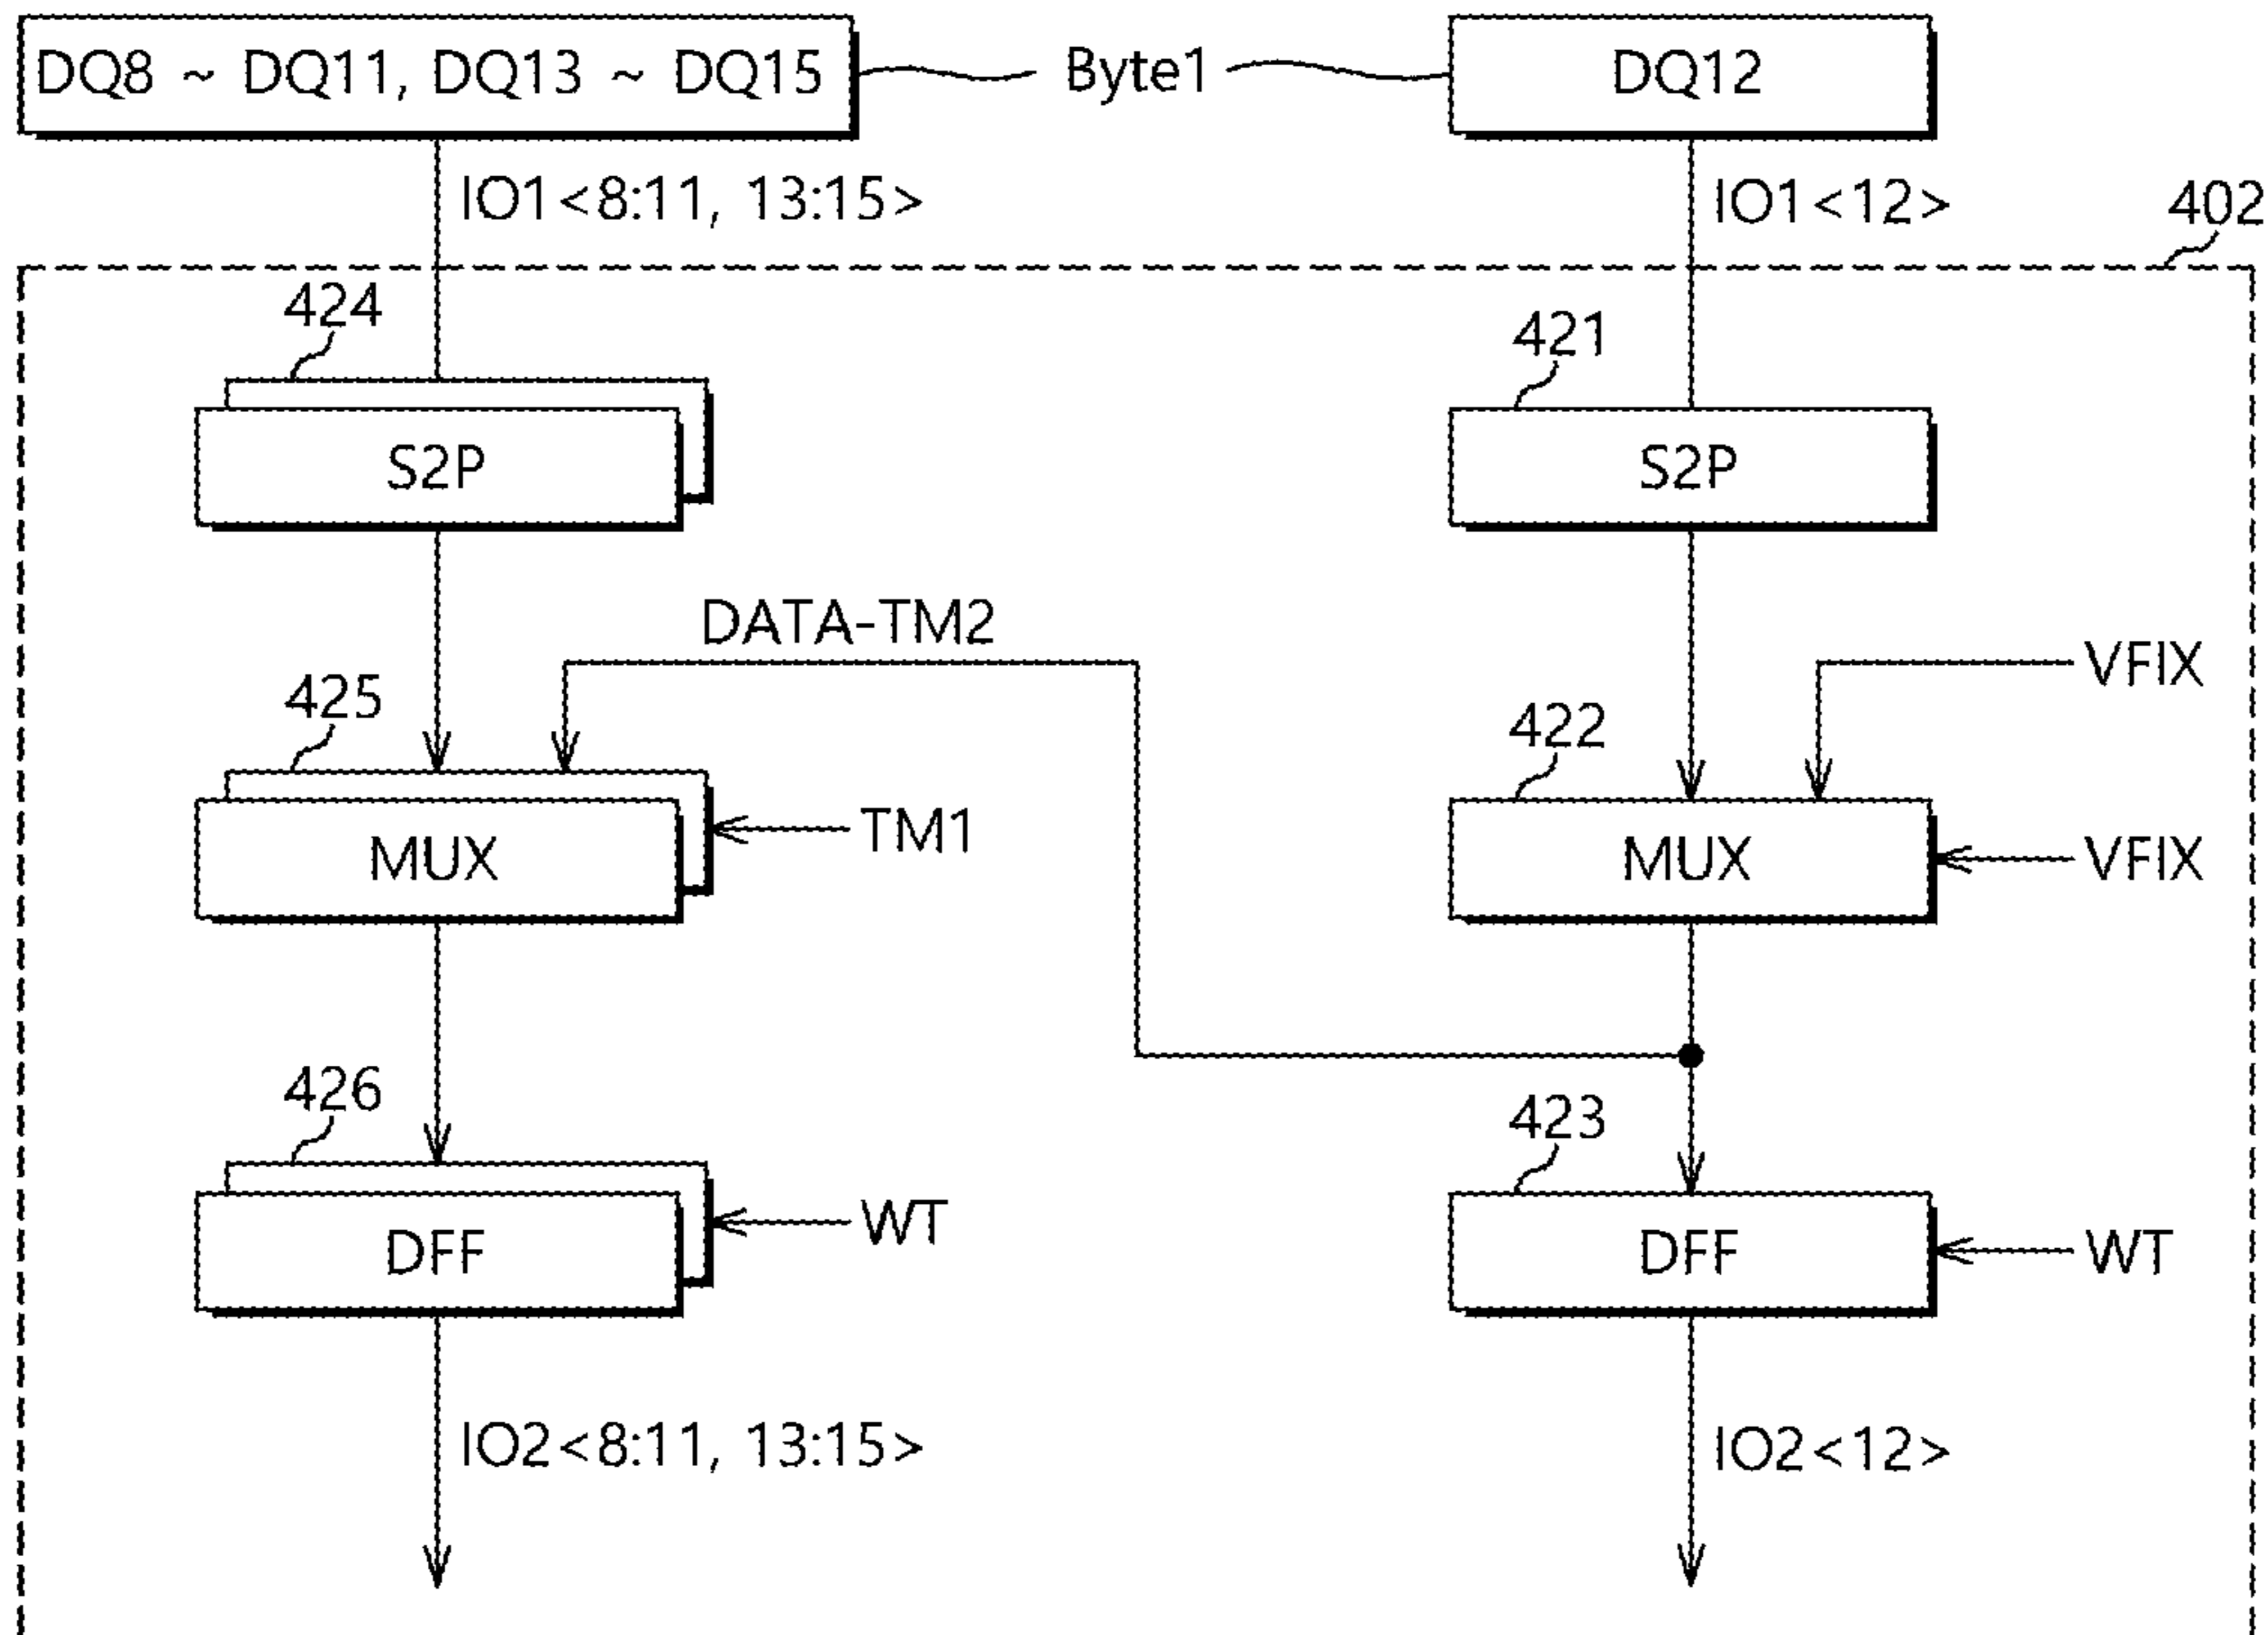 DQ8 ~ DQ11, DQ13 ~ DQ15
Byte1
DQ12
IO1<8:11, 13:15>
IO1<12>
402
424
421
S2P
S2P
DATA-TM2
VFIX
425
422
TM1
MUX
MUX
VFIX
426
423
WT
DFF
DFF
WT
IO2<8:11, 13:15>
IO2<12>